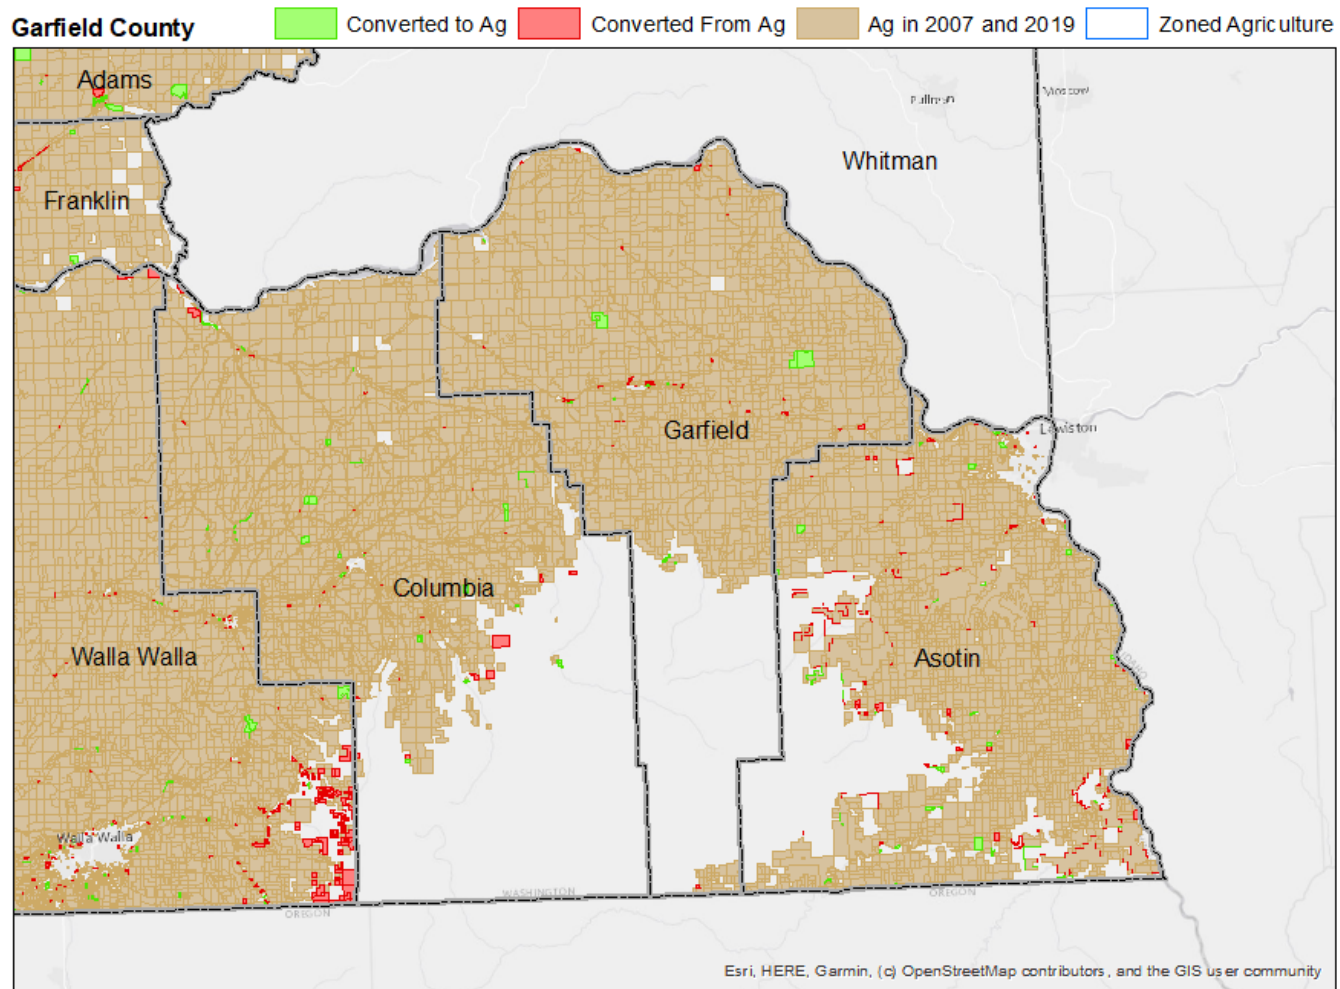 Garfield County
Converted to Ag
Converted From Ag
Ag in 2007 and 2019
Zoned Agriculture
Adams
Pullman
Moscow
Whitman
Franklin
Lewiston
Garfield
Columbia
Walla Walla
Asotin
IDAHO
Walla Walla
WASHINGTON
OREGON
OREGON
Esri, HERE, Garmin, (c) OpenStreetMap contributors, and the GIS user community